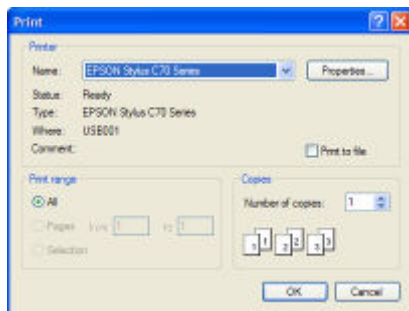 Print
Printer
Name: EPSON Stylus C70 Series Properties...
Status: Ready
Type: EPSON Stylus C70 Series
Where: USB001
Comment: Print to file
Print range
All
Pages from: 1 to: 1
Selection
Copies
Number of copies: 1
1 1 2 2 3 3
OK Cancel